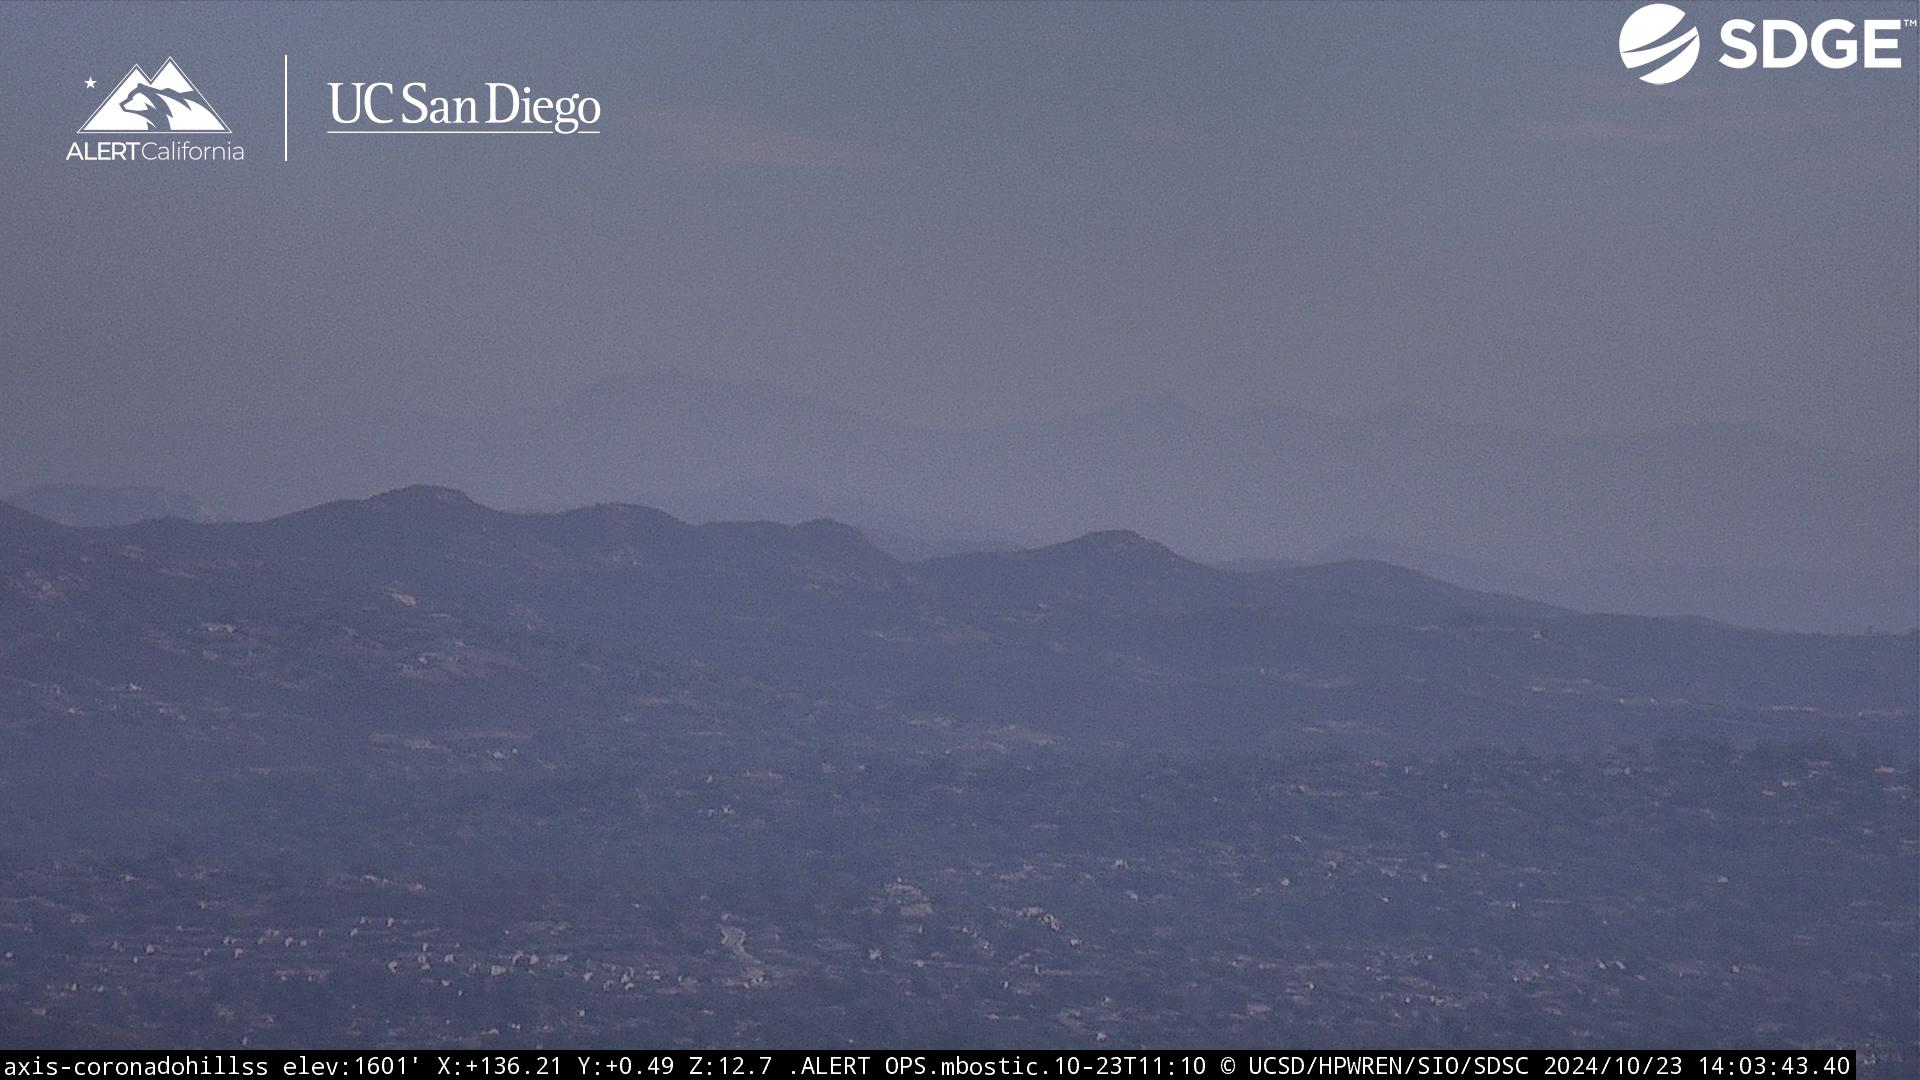 SDGE™
UC San Diego
ALERTCalifornia
axis-coronadohillss elev:1601' X:+136.21 Y:+0.49 Z:12.7 .ALERT OPS.mbostic.10-23T11:10 © UCSD/HPWREN/SIO/SDSC 2024/10/23 14:03:43.40